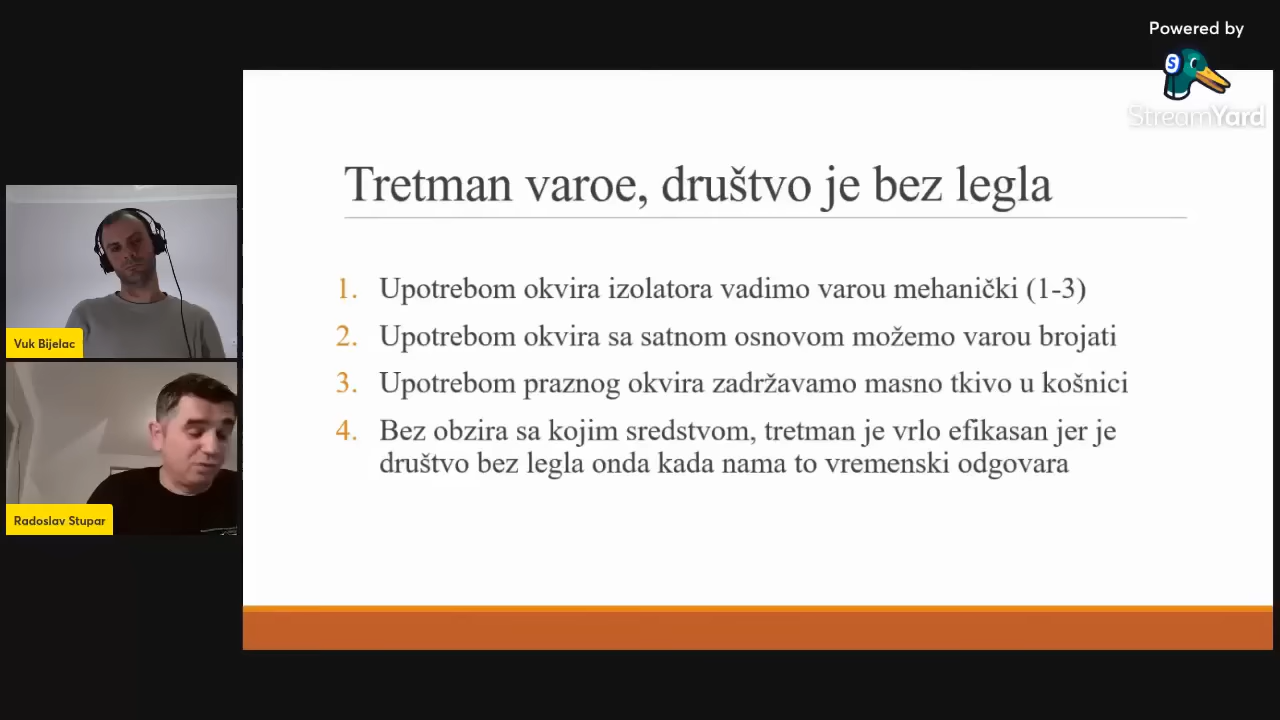 Powered by
StreamYard
Tretman varoe, društvo je bez legla
1. Upotrebom okvira izolatora vadimo varou mehanički (1-3)
2. Upotrebom okvira sa satnom osnovom možemo varou brojati
3. Upotrebom praznog okvira zadržavamo masno tkivo u košnici
4. Bez obzira sa kojim sredstvom, tretman je vrlo efikasan jer je
društvo bez legla onda kada nama to vremenski odgovara
Vuk Bijelac
Radoslav Stupar